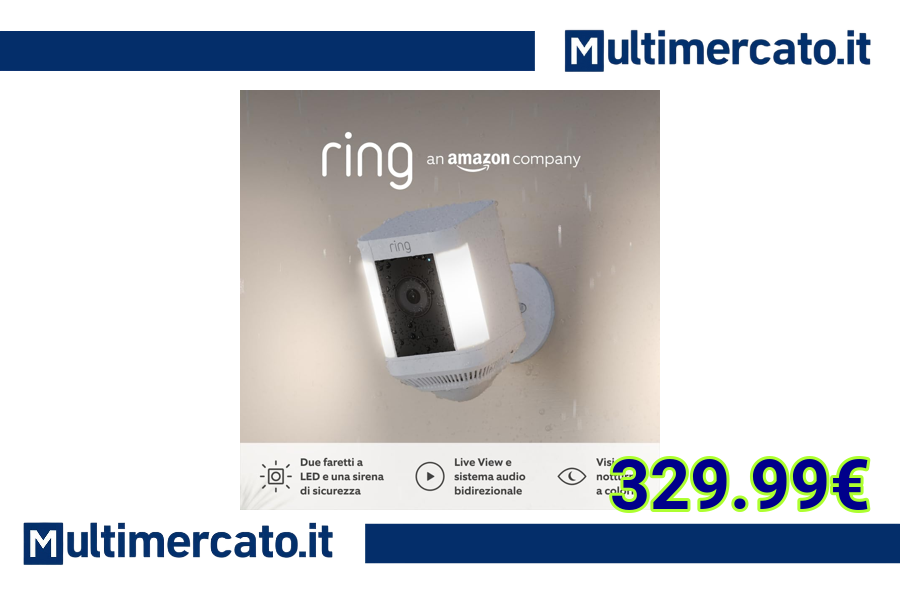 Multimercato.it
ring an amazon company
ring
Due faretti a
LED e una sirena
di sicurezza
Live View e
sistema audio
bidirezionale
a colori
329.99€
Multimercato.it